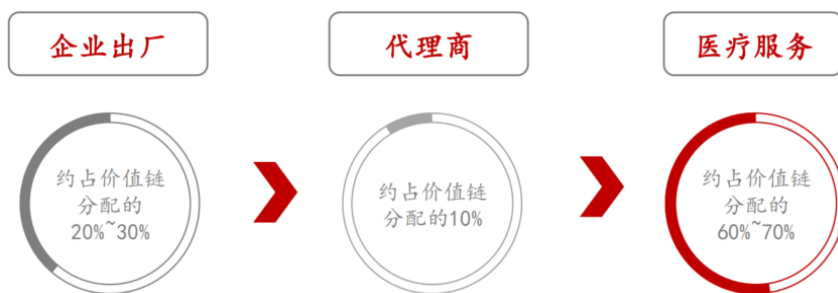 企业出厂
代理商
医疗服务
约占价值链
分配的
20%~30%
约占价值链
分配的10%
约占价值链
分配的
60%~70%